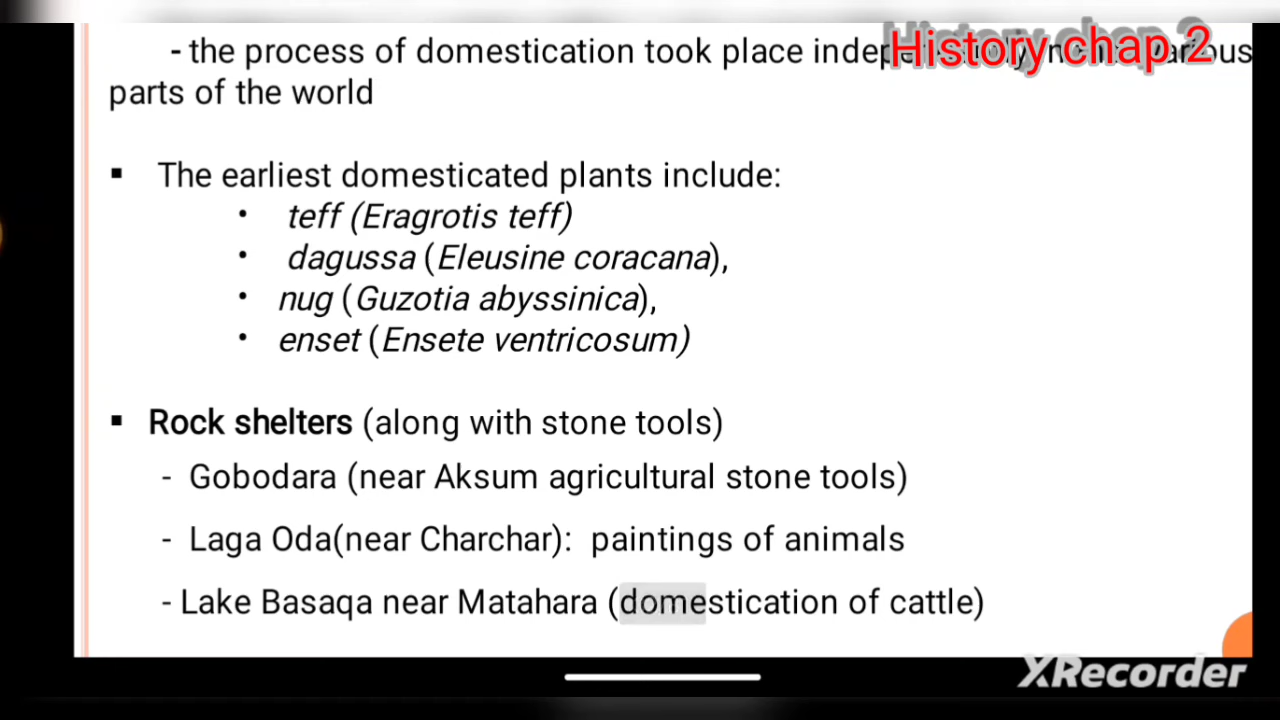 - the process of domestication took place
parts of the world
History chap 2
▪ The earliest domesticated plants include:
• teff (Eragrotis teff)
• dagussa (Eleusine coracana),
• nug (Guzotia abyssinica),
• enset (Ensete ventricosum)
▪ Rock shelters (along with stone tools)
- Gobodara (near Aksum agricultural stone tools)
- Laga Oda(near Charchar): paintings of animals
- Lake Basaqa near Matahara (domestication of cattle)
XRecorder